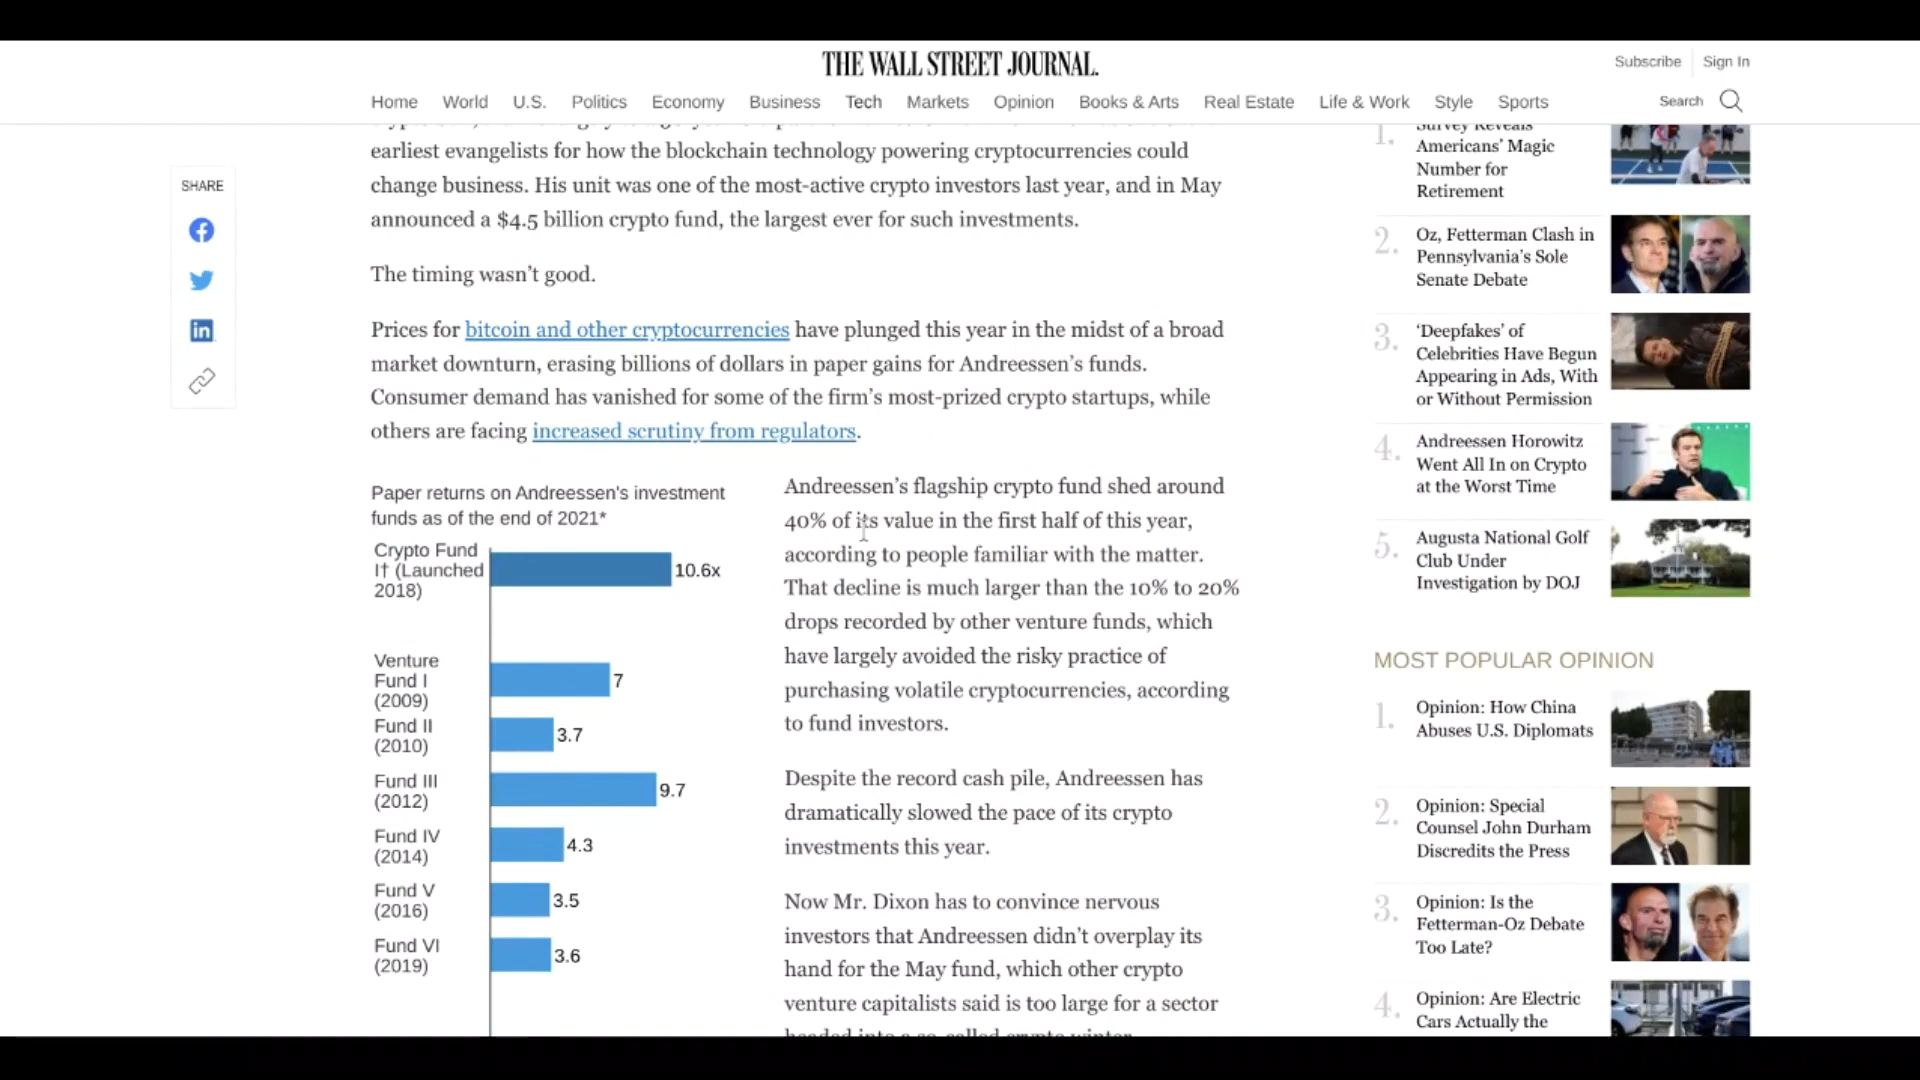 THE WALL STREET JOURNAL.
Subscribe Sign In
Home World U.S. Politics Economy Business Tech Markets Opinion Books & Arts Real Estate Life & Work Style Sports Search
SHARE
earliest evangelists for how the blockchain technology powering cryptocurrencies could
change business. His unit was one of the most-active crypto investors last year, and in May
announced a $4.5 billion crypto fund, the largest ever for such investments.
The timing wasn’t good.
Prices for bitcoin and other cryptocurrencies have plunged this year in the midst of a broad
market downturn, erasing billions of dollars in paper gains for Andreessen’s funds.
Consumer demand has vanished for some of the firm’s most-prized crypto startups, while
others are facing increased scrutiny from regulators.
Paper returns on Andreessen's investment
funds as of the end of 2021*
Crypto Fund
I† (Launched
2018)
10.6x
Venture
Fund I
(2009)
7
Fund II
(2010)
3.7
Fund III
(2012)
9.7
Fund IV
(2014)
4.3
Fund V
(2016)
3.5
Fund VI
(2019)
3.6
Andreessen’s flagship crypto fund shed around
40% of its value in the first half of this year,
according to people familiar with the matter.
That decline is much larger than the 10% to 20%
drops recorded by other venture funds, which
have largely avoided the risky practice of
purchasing volatile cryptocurrencies, according
to fund investors.
Despite the record cash pile, Andreessen has
dramatically slowed the pace of its crypto
investments this year.
Now Mr. Dixon has to convince nervous
investors that Andreessen didn’t overplay its
hand for the May fund, which other crypto
venture capitalists said is too large for a sector
headed into a so-called crypto winter.
1.
Survey Reveals
Americans’ Magic
Number for
Retirement
2.
Oz, Fetterman Clash in
Pennsylvania’s Sole
Senate Debate
3.
‘Deepfakes’ of
Celebrities Have Begun
Appearing in Ads, With
or Without Permission
4.
Andreessen Horowitz
Went All In on Crypto
at the Worst Time
5.
Augusta National Golf
Club Under
Investigation by DOJ
MOST POPULAR OPINION
1.
Opinion: How China
Abuses U.S. Diplomats
2.
Opinion: Special
Counsel John Durham
Discredits the Press
3.
Opinion: Is the
Fetterman-Oz Debate
Too Late?
4.
Opinion: Are Electric
Cars Actually the